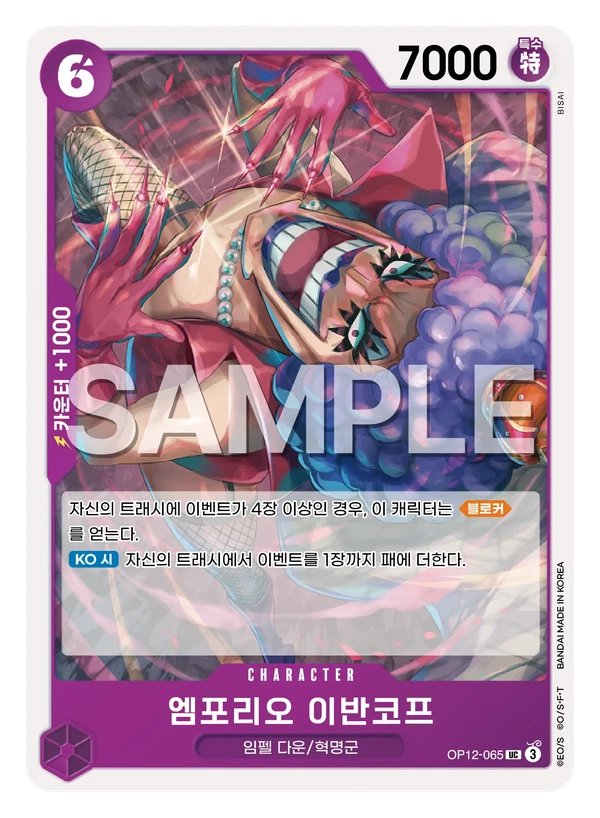 6
7000
특수
特
BISAI
카운터 +1000
SAMPLE
자신의 트래시에 이벤트가 4장 이상인 경우, 이 캐릭터는 블로커
를 얻는다.
KO 시 자신의 트래시에서 이벤트를 1장까지 패에 더한다.
CHARACTER
엠포리오 이반코프
임펠 다운/혁명군
OP12-065 UC 3
©EO/S ©O/S·F·T BANDAI MADE IN KOREA